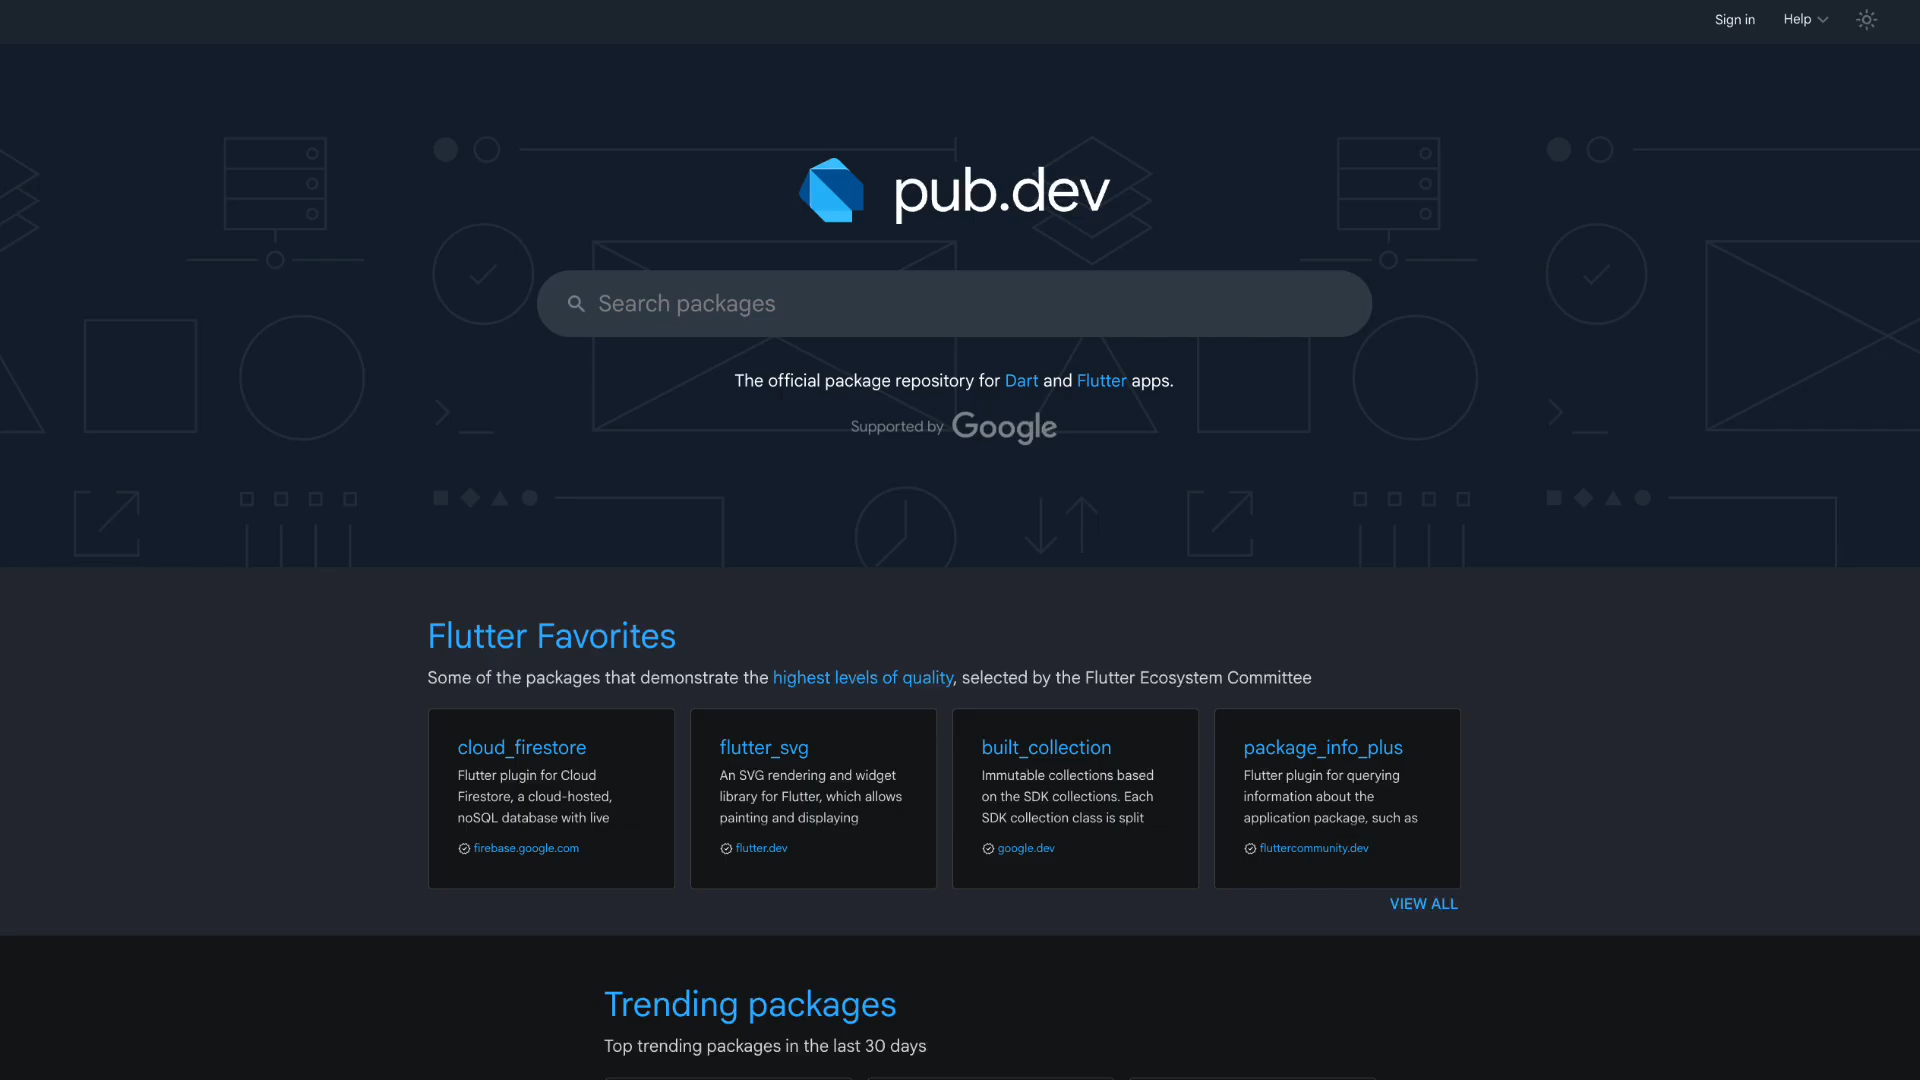 Sign in
Help
pub.dev
Search packages
The official package repository for Dart and Flutter apps.
Supported by Google
Flutter Favorites
Some of the packages that demonstrate the highest levels of quality, selected by the Flutter Ecosystem Committee
cloud_firestore
Flutter plugin for Cloud
Firestore, a cloud-hosted,
noSQL database with live
firebase.google.com
flutter_svg
An SVG rendering and widget
library for Flutter, which allows
painting and displaying
flutter.dev
built_collection
Immutable collections based
on the SDK collections. Each
SDK collection class is split
google.dev
package_info_plus
Flutter plugin for querying
information about the
application package, such as
fluttercommunity.dev
VIEW ALL
Trending packages
Top trending packages in the last 30 days